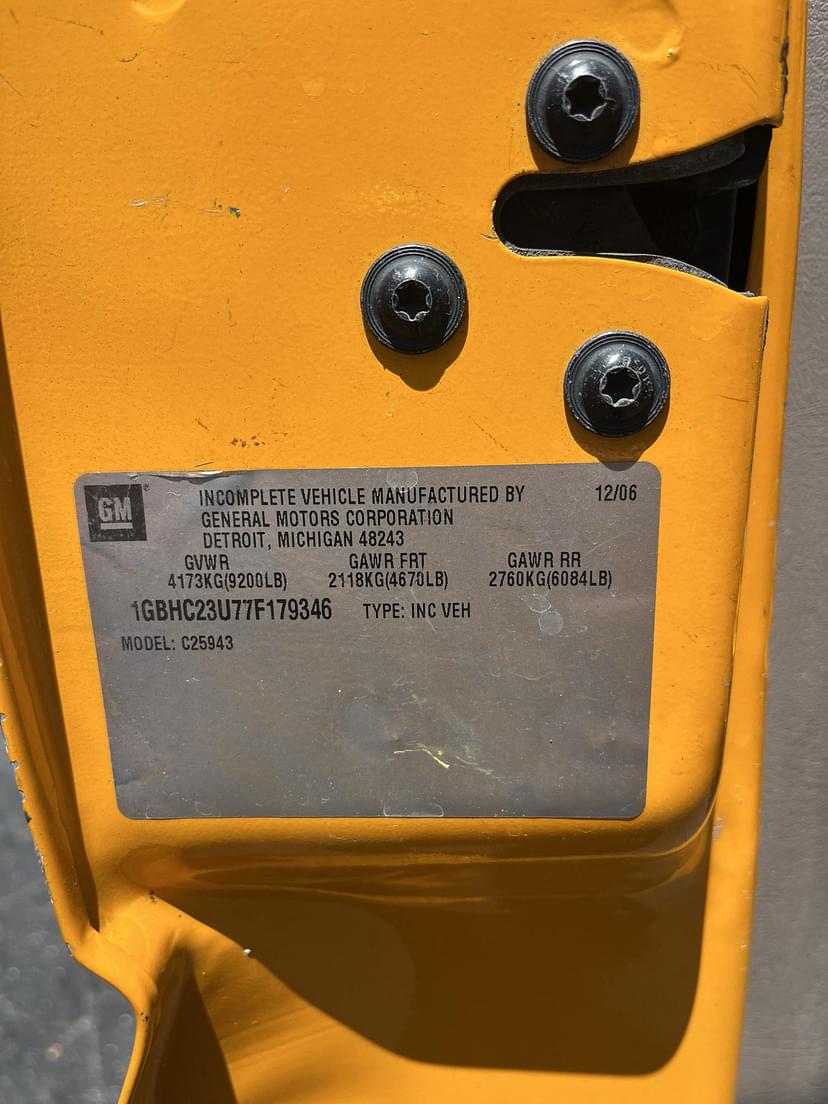 GM
INCOMPLETE VEHICLE MANUFACTURED BY 12/06
GENERAL MOTORS CORPORATION
DETROIT, MICHIGAN 48243
GVWR GAWR FRT GAWR RR
4173KG(9200LB) 2118KG(4670LB) 2760KG(6084LB)
1GBHC23U77F179346 TYPE: INC VEH
MODEL: C25943